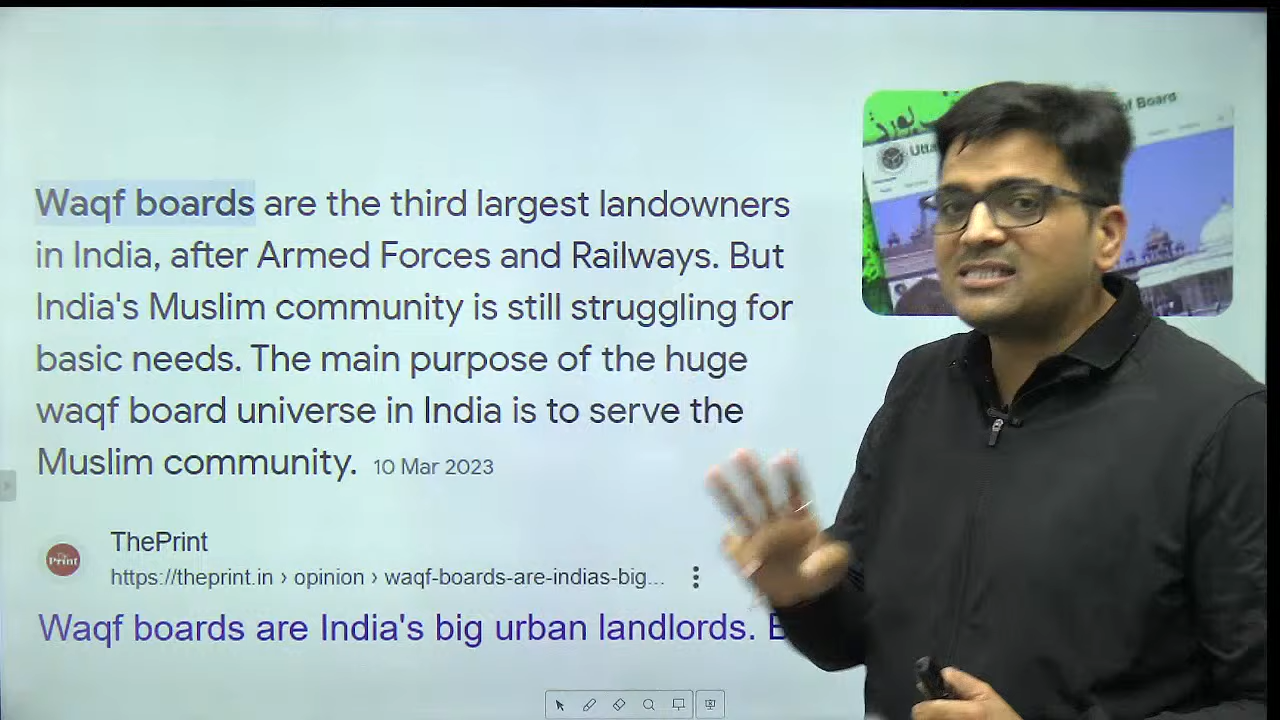 Waqf boards are the third largest landowners
in India, after Armed Forces and Railways. But
India's Muslim community is still struggling for
basic needs. The main purpose of the huge
waqf board universe in India is to serve the
Muslim community. 10 Mar 2023
of Board
ThePrint
Print
https://theprint.in › opinion › waqf-boards-are-indias-big...
Waqf boards are India's big urban landlords.